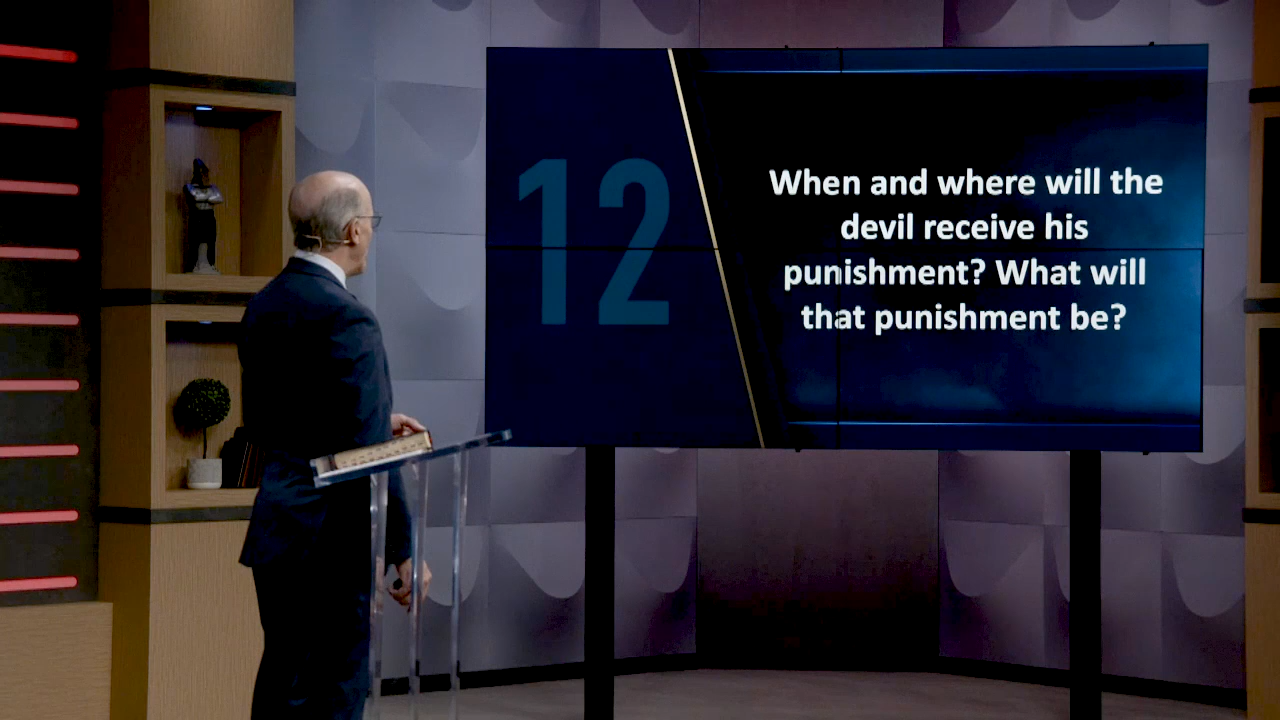 12
When and where will the
devil receive his
punishment? What will
that punishment be?